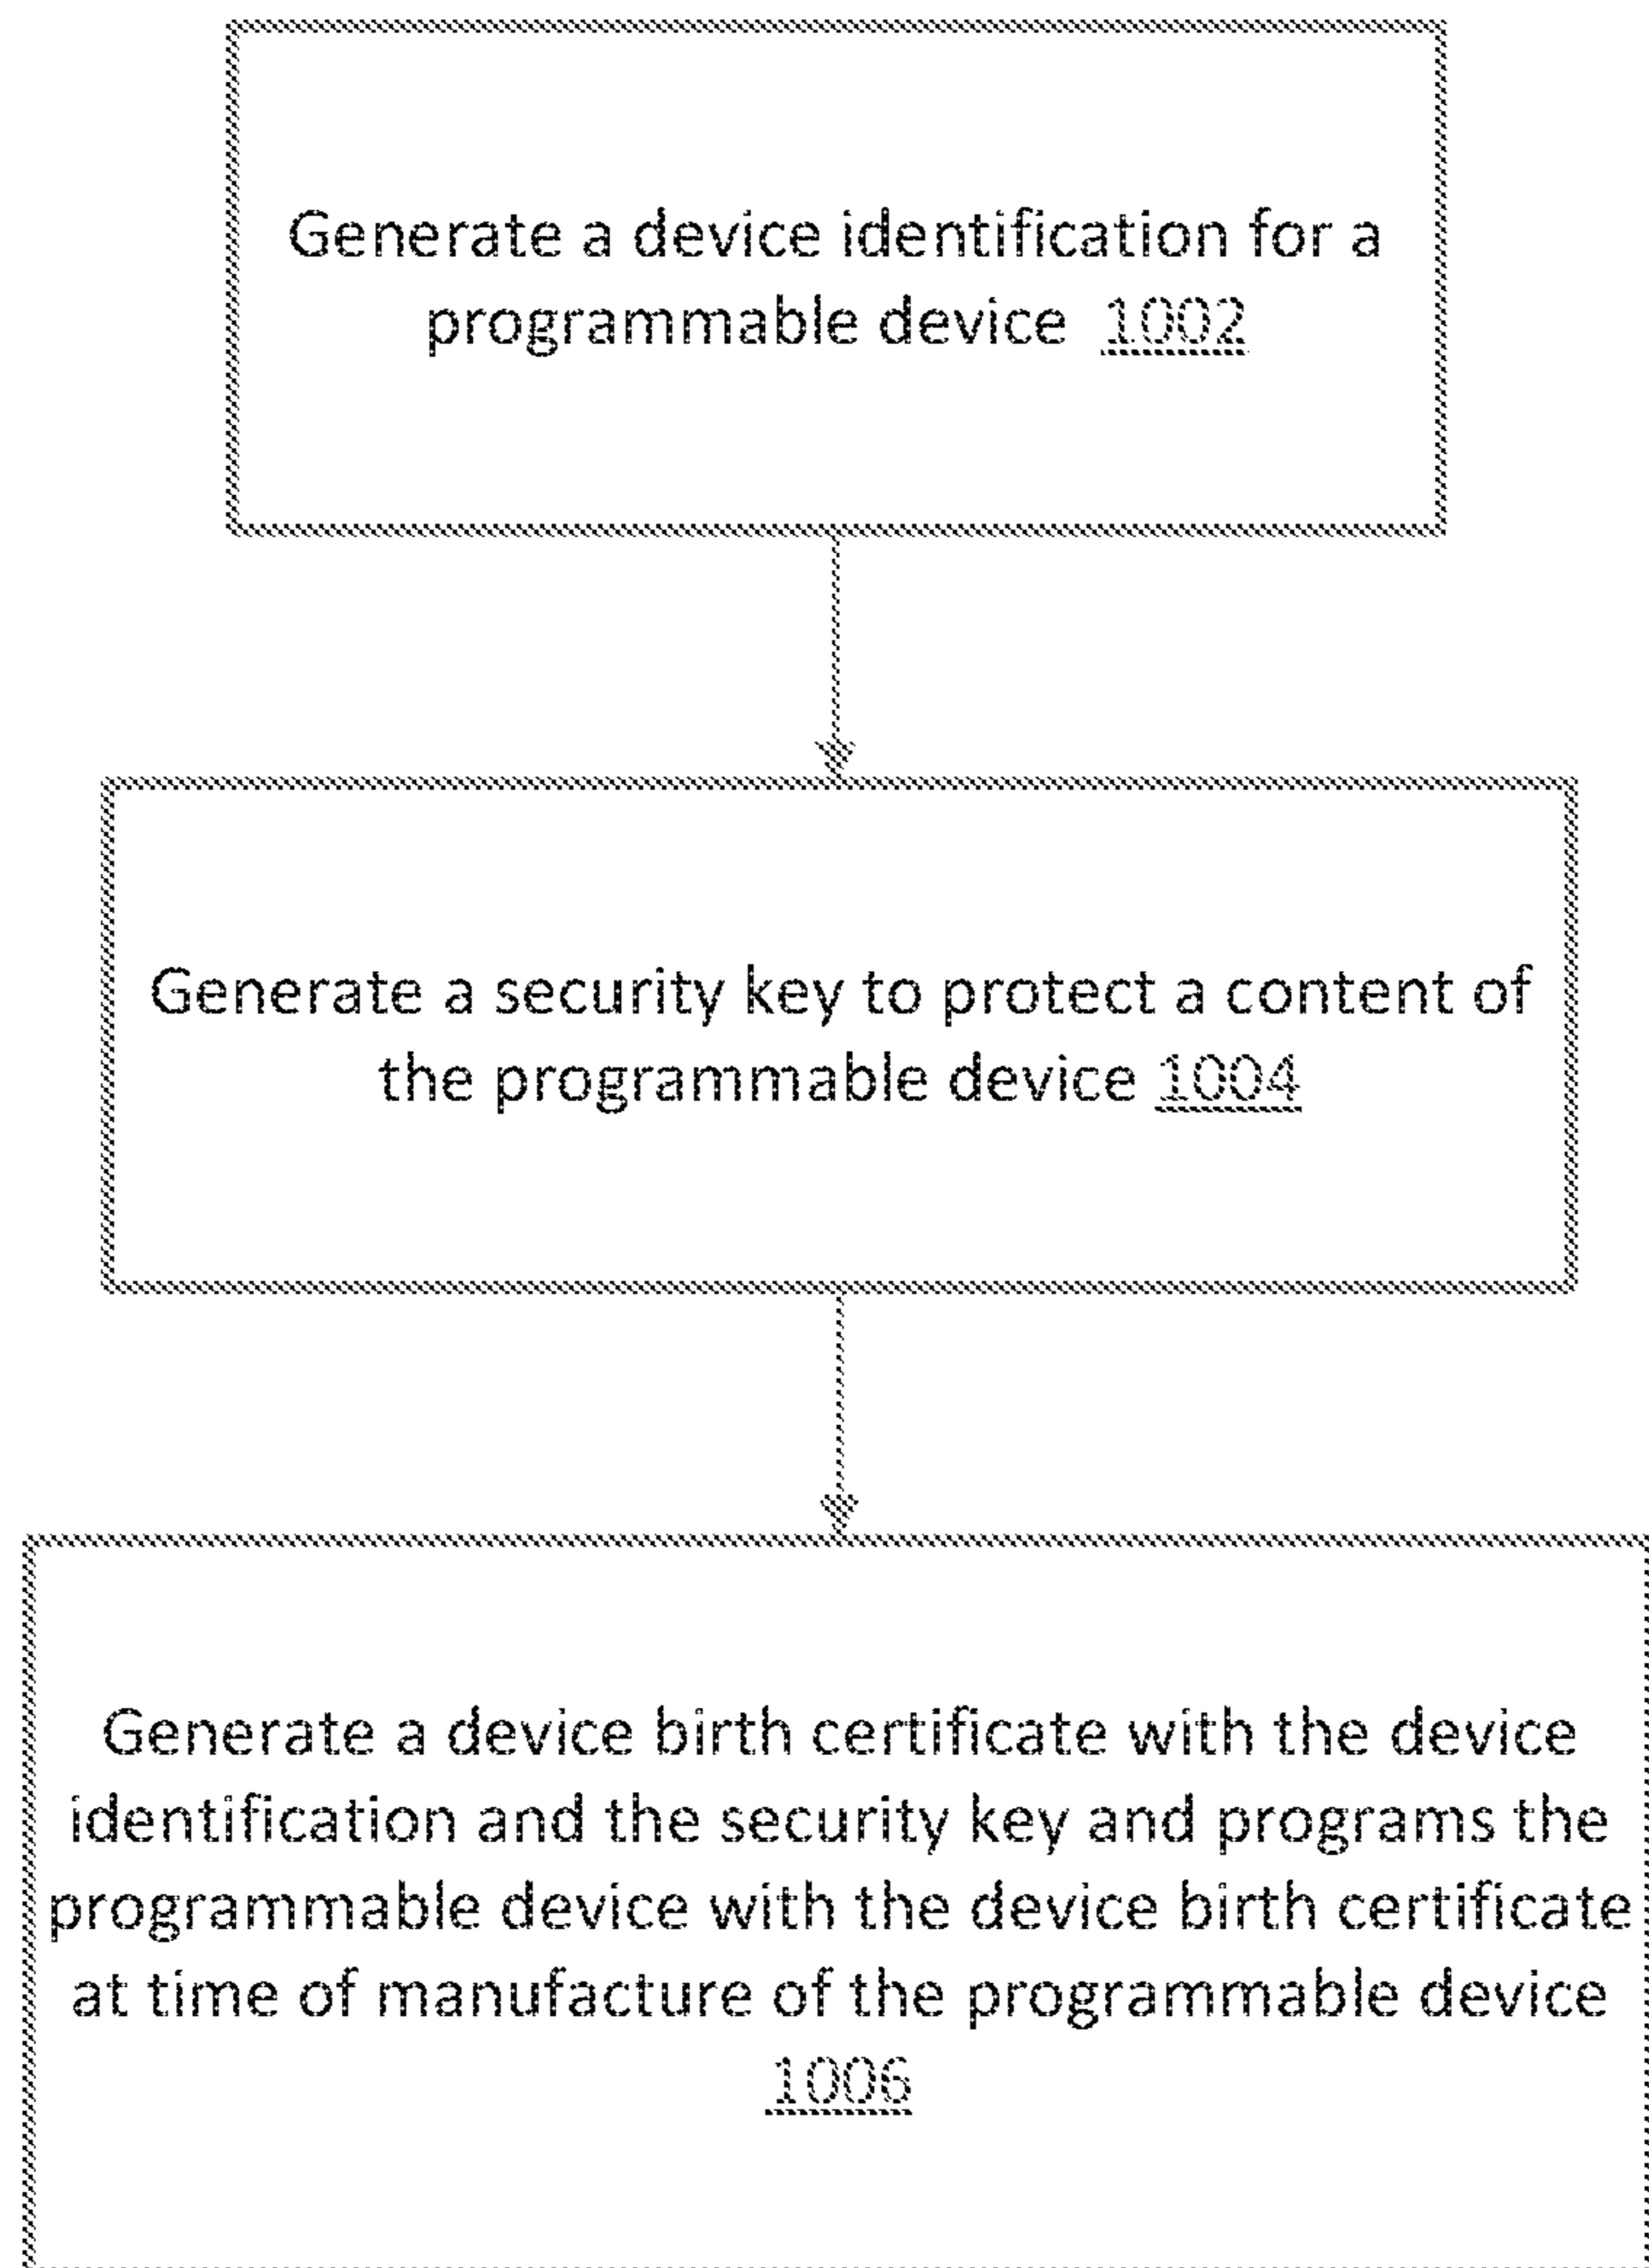 Generate a device identification for a
programmable device 1002
Generate a security key to protect a content of
the programmable device 1004
Generate a device birth certificate with the device
identification and the security key and programs the
programmable device with the device birth certificate
at time of manufacture of the programmable device
1006